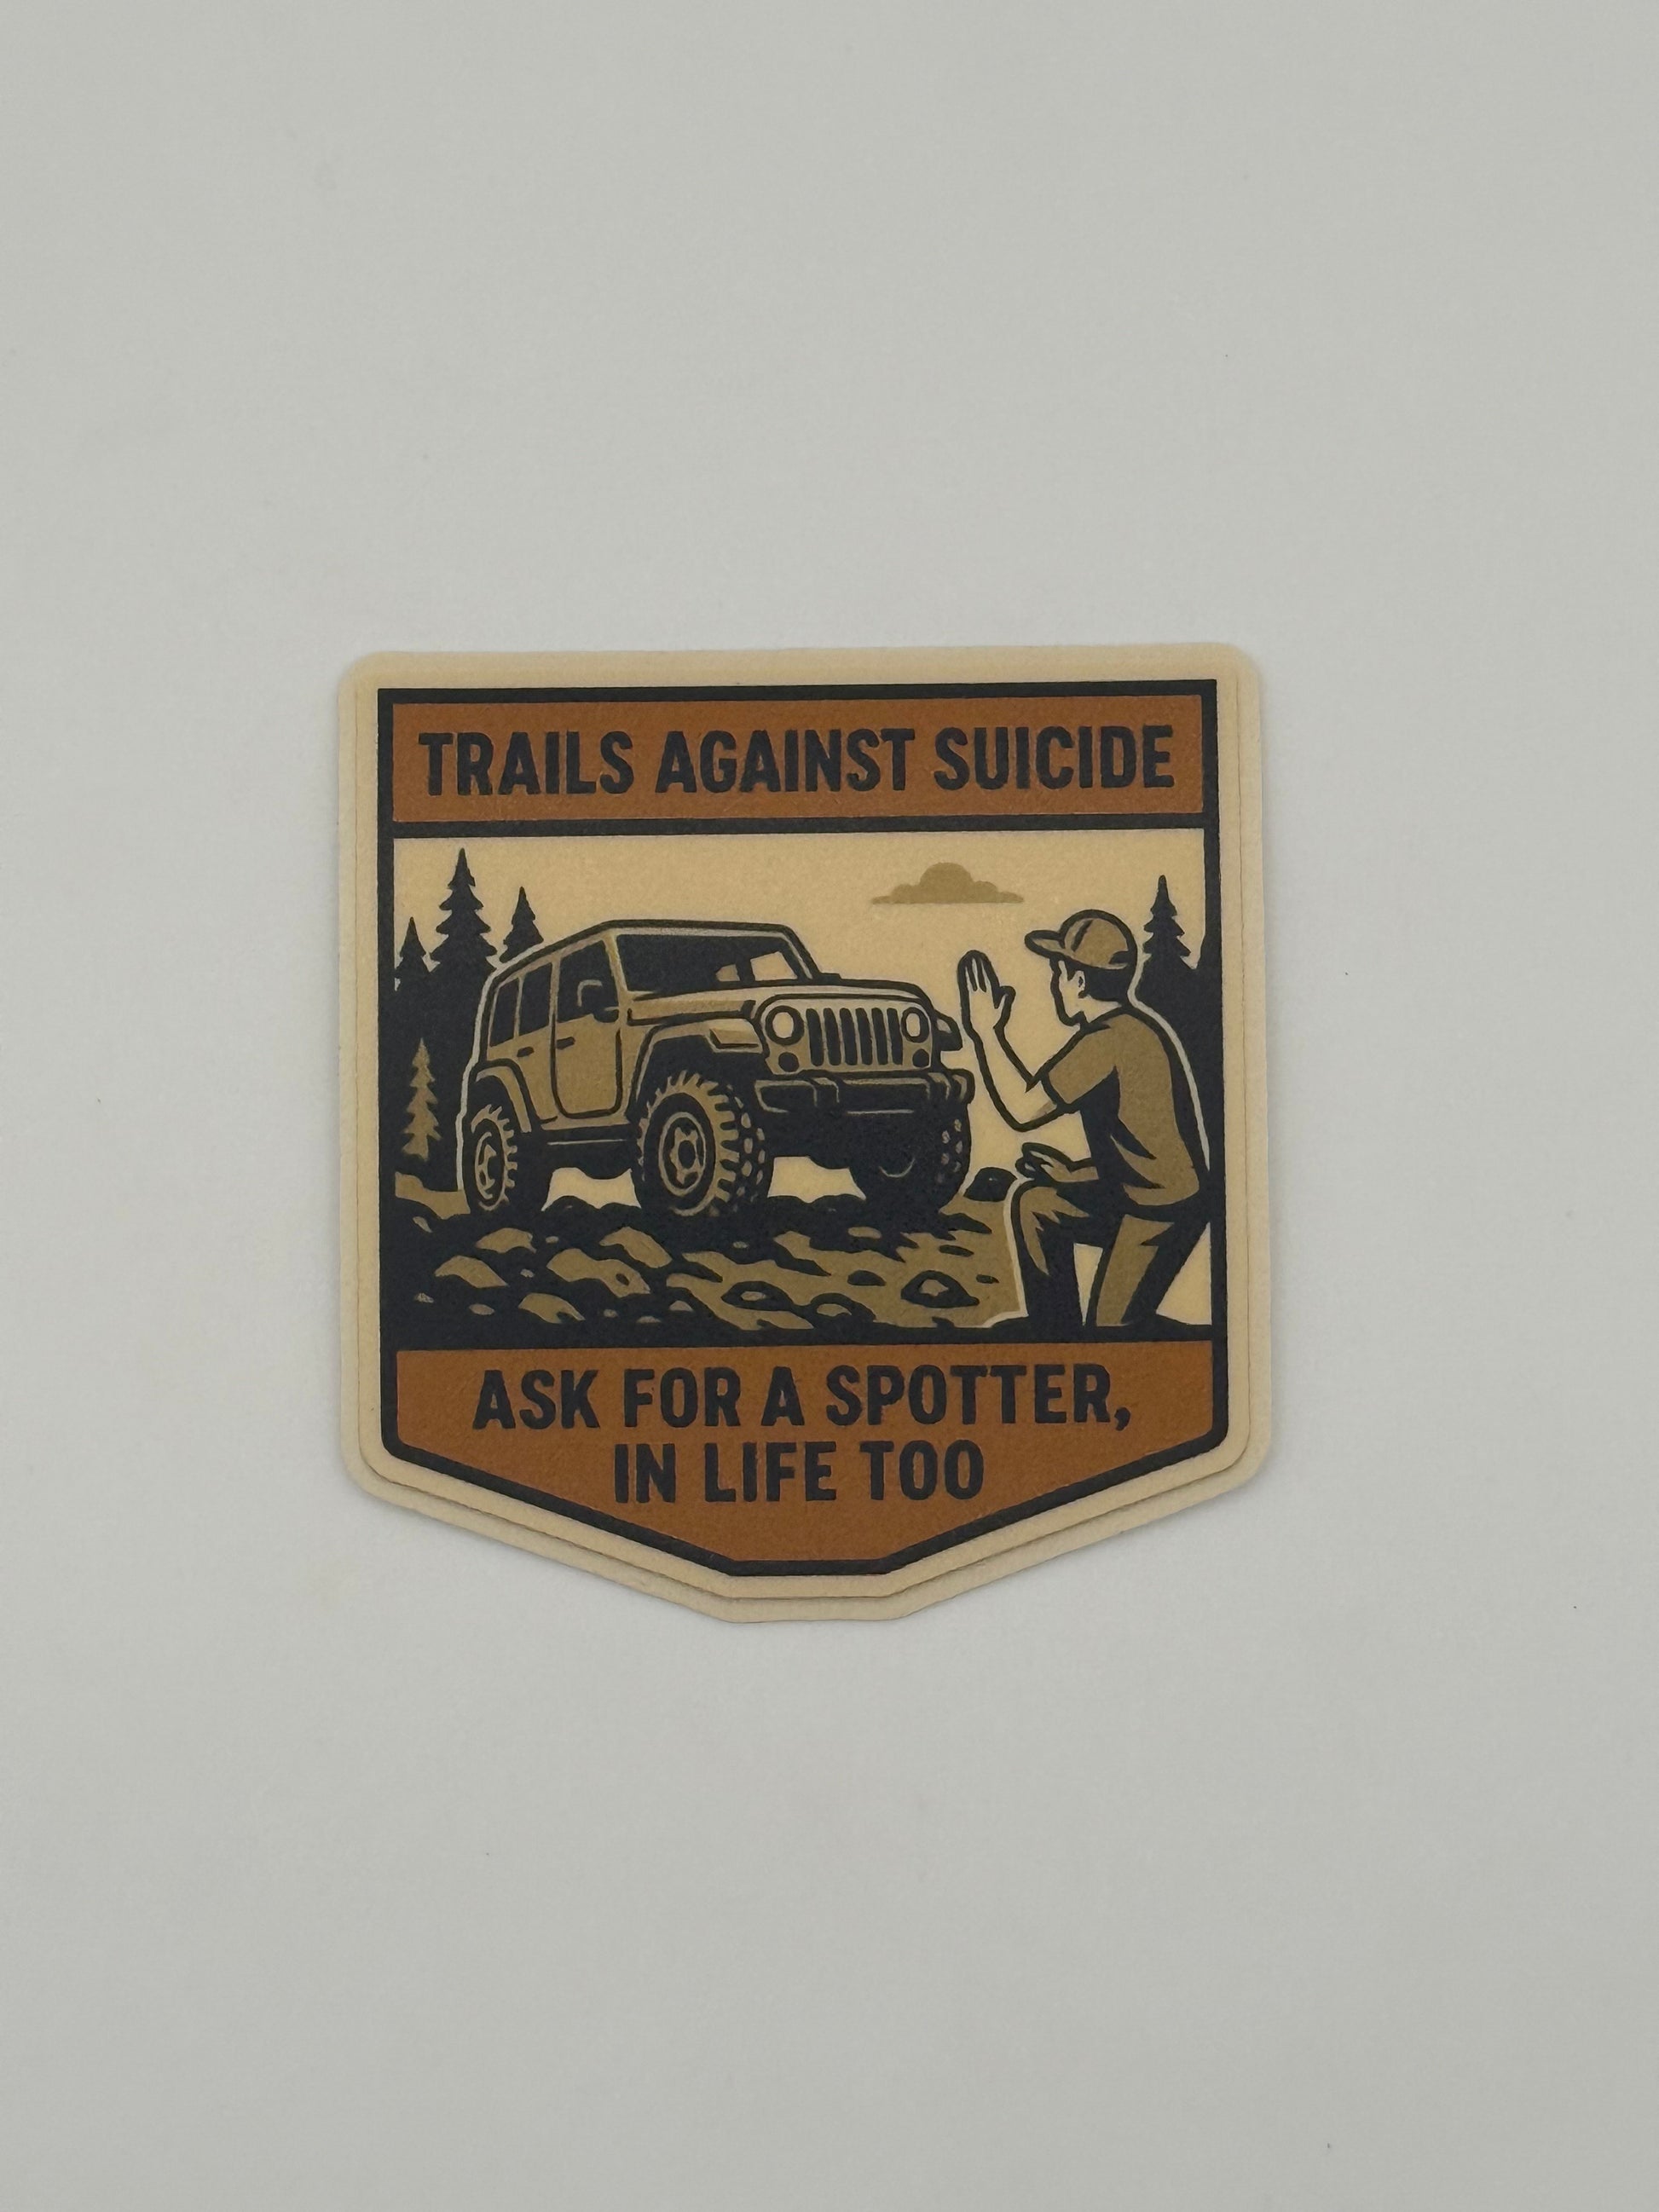 TRAILS AGAINST SUICIDE
ASK FOR A SPOTTER,
IN LIFE TOO